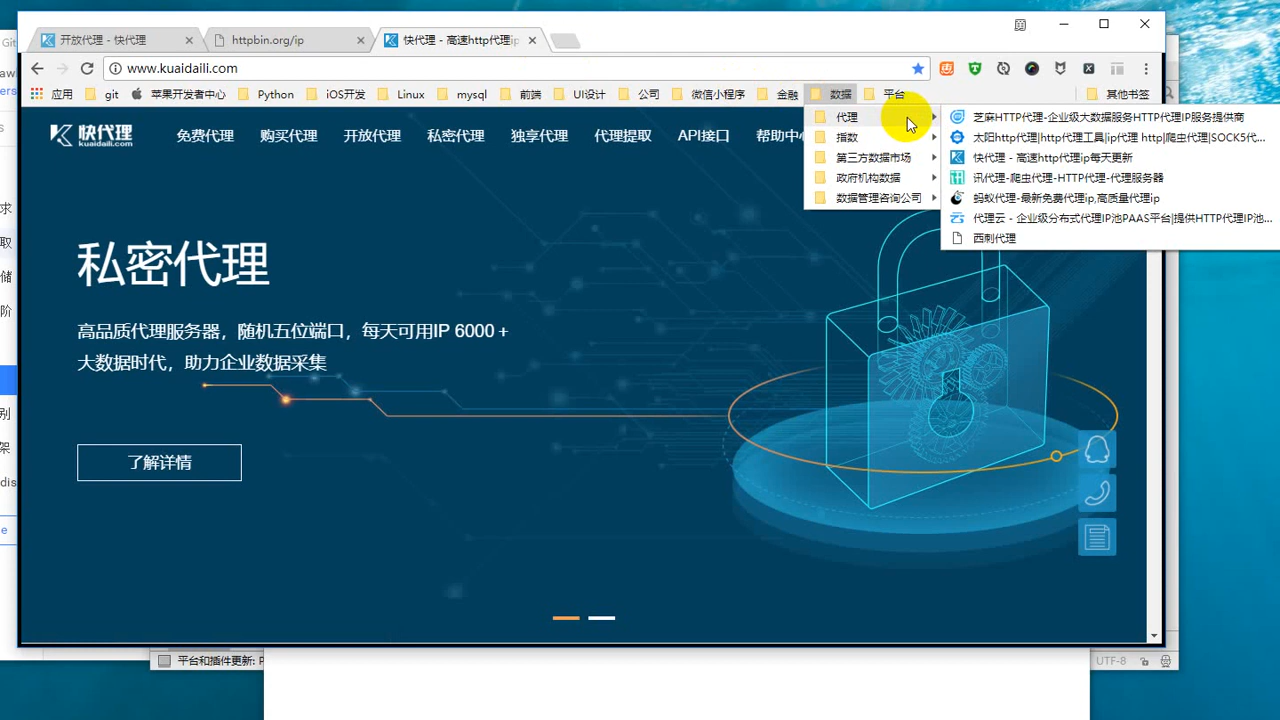 开放代理 - 快代理
httpbin.org/ip
快代理 - 高速http代理ip
www.kuaidaili.com
应用
git
苹果开发者中心
Python
iOS开发
Linux
mysql
前端
UI设计
公司
微信小程序
金融
数据
平台
其他书签
快代理
kuaidaili.com
免费代理
购买代理
开放代理
私密代理
独享代理
代理提取
API接口
帮助中
代理
指数
第三方数据市场
政府机构数据
数据管理咨询公司
芝麻HTTP代理-企业级大数据服务HTTP代理IP服务提供商
太阳http代理|http代理工具|ip代理 http|爬虫代理|SOCK5代...
快代理 - 高速http代理ip每天更新
讯代理-爬虫代理-HTTP代理-代理服务器
蚂蚁代理-最新免费代理ip,高质量代理ip
代理云 - 企业级分布式代理IP池PAAS平台|提供HTTP代理IP池...
西刺代理
私密代理
高品质代理服务器，随机五位端口，每天可用IP 6000＋
大数据时代，助力企业数据采集
了解详情
平台和插件更新: P
UTF-8
Git
求
取
储
阶
别
架
dis
e